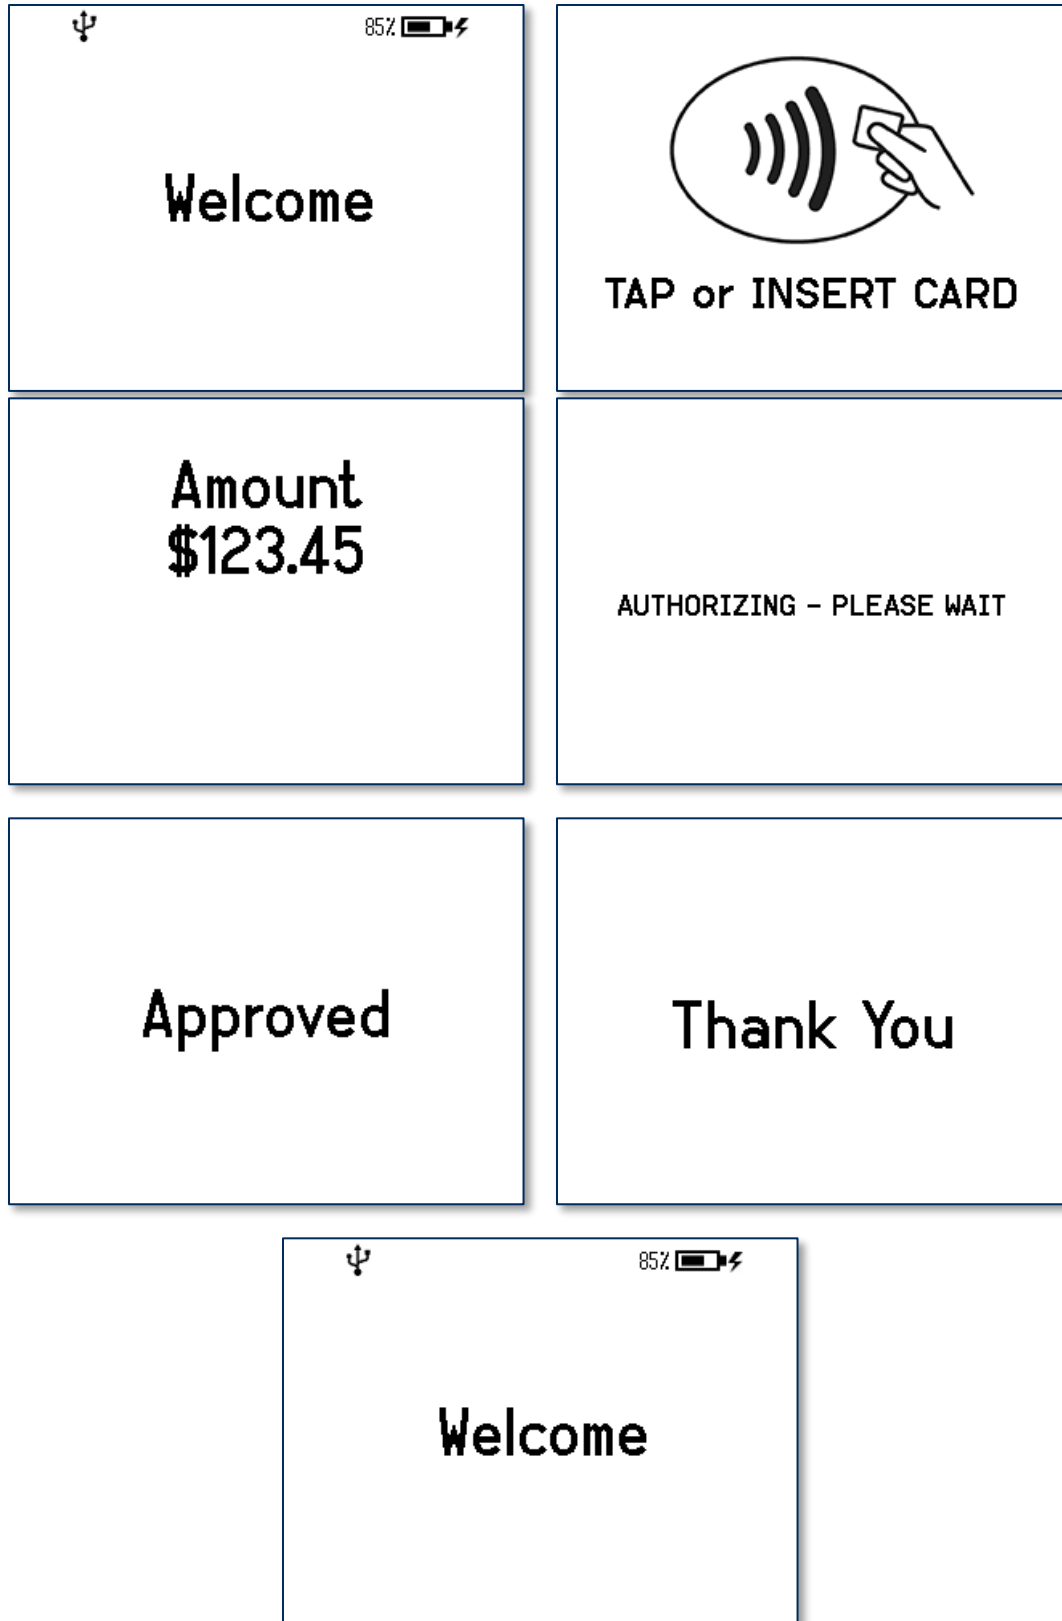 85%
Welcome
TAP or INSERT CARD
Amount
$123.45
AUTHORIZING - PLEASE WAIT
Approved
Thank You
85%
Welcome